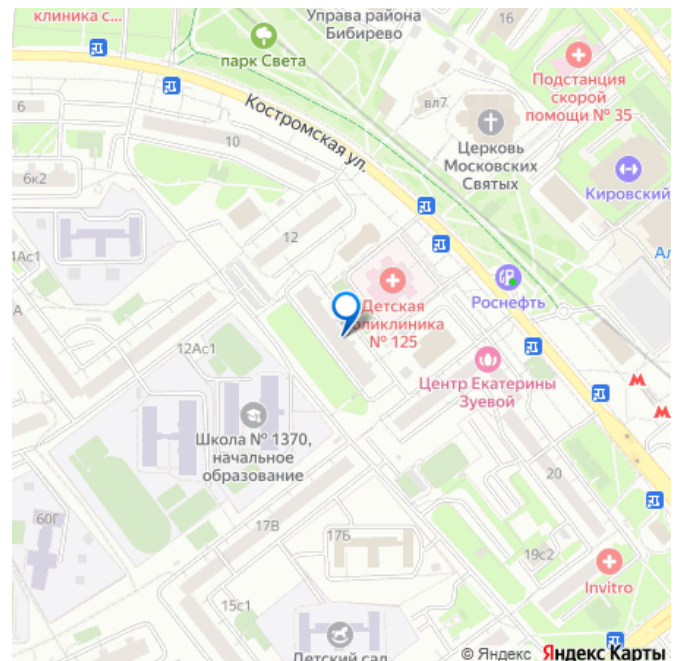 клиника с...
Управа района
Бибирево
16
парк Света
Подстанция
скорой
помощи № 35
вл7
6
Костромская ул.
10
Церковь
Московских
Святых
6к2
Кировский
12
4Ас1
Ал
Роснефть
Детская
поликлиника
№ 125
А
12Ас1
Центр Екатерины
Зуевой
М
М
Школа № 1370,
начальное
образование
20
60Г
17В
17Б
19с2
Invitro
15с1
Детский сад
© Яндекс Яндекс Карты